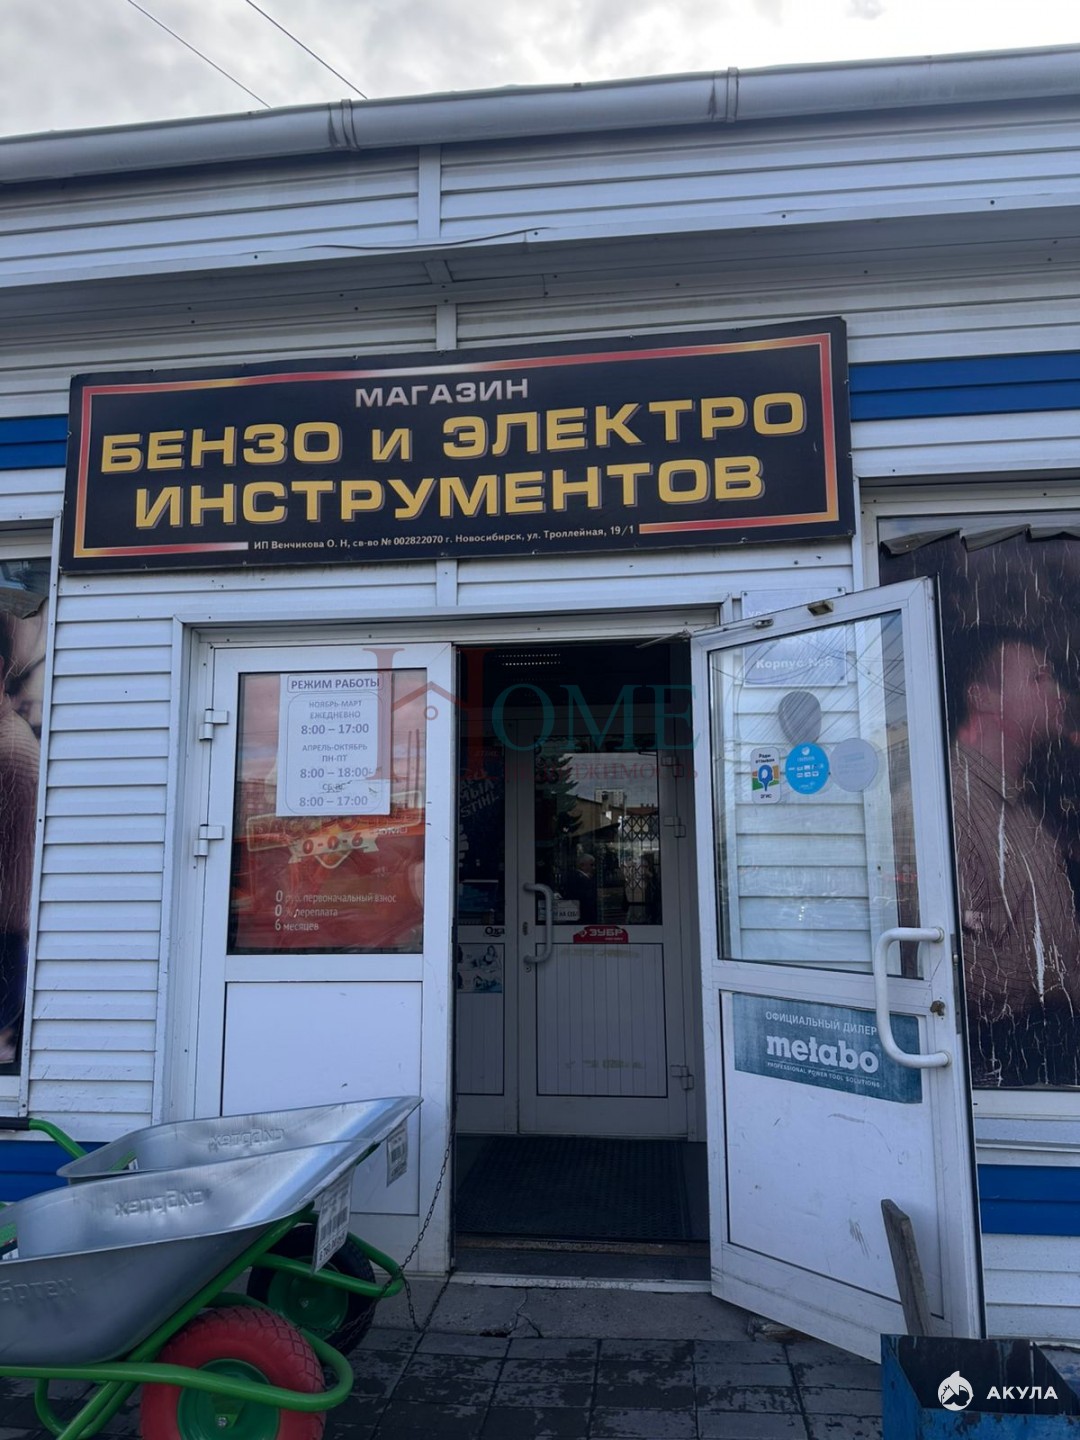 МАГАЗИН
БЕНЗО и ЭЛЕКТРО
ИНСТРУМЕНТОВ
ИП Венчикова О. Н, св-во № 002822070 г. Новосибирск, ул. Троллейная, 19/1
Корпус №6
РЕЖИМ РАБОТЫ
НОЯБРЬ-МАРТ
ЕЖЕДНЕВНО
8:00 – 17:00
АПРЕЛЬ-ОКТЯБРЬ
ПН-ПТ
8:00 – 18:00
СБ-ВС
8:00 – 17:00
HOME
0-0-6
0 руб. первоначальный взнос
0 % переплата
6 месяцев
ЗУБР
2ГИС
ОФИЦИАЛЬНЫЙ ДИЛЕР
metabo
PROFESSIONAL POWER TOOL SOLUTIONS
АКУЛА